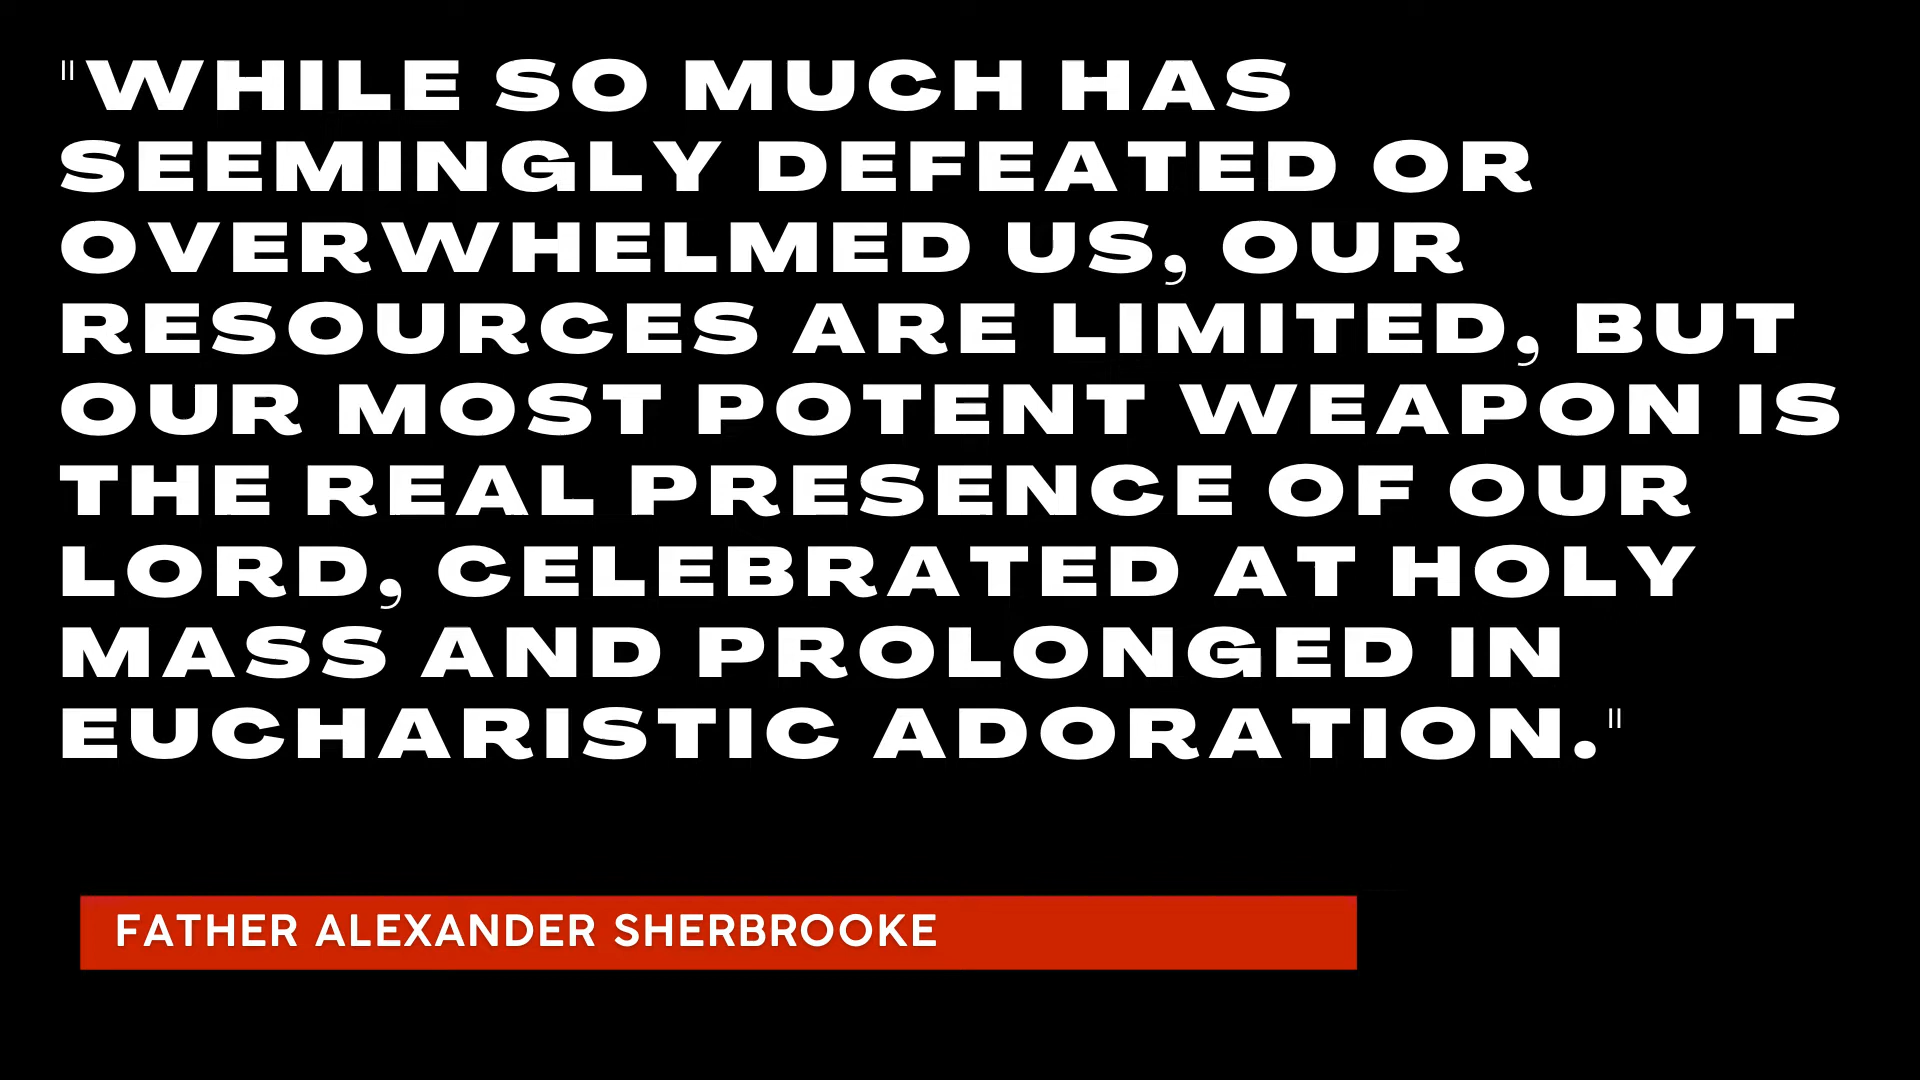 "WHILE SO MUCH HAS
SEEMINGLY DEFEATED OR
OVERWHELMED US, OUR
RESOURCES ARE LIMITED, BUT
OUR MOST POTENT WEAPON IS
THE REAL PRESENCE OF OUR
LORD, CELEBRATED AT HOLY
MASS AND PROLONGED IN
EUCHARISTIC ADORATION."
FATHER ALEXANDER SHERBROOKE